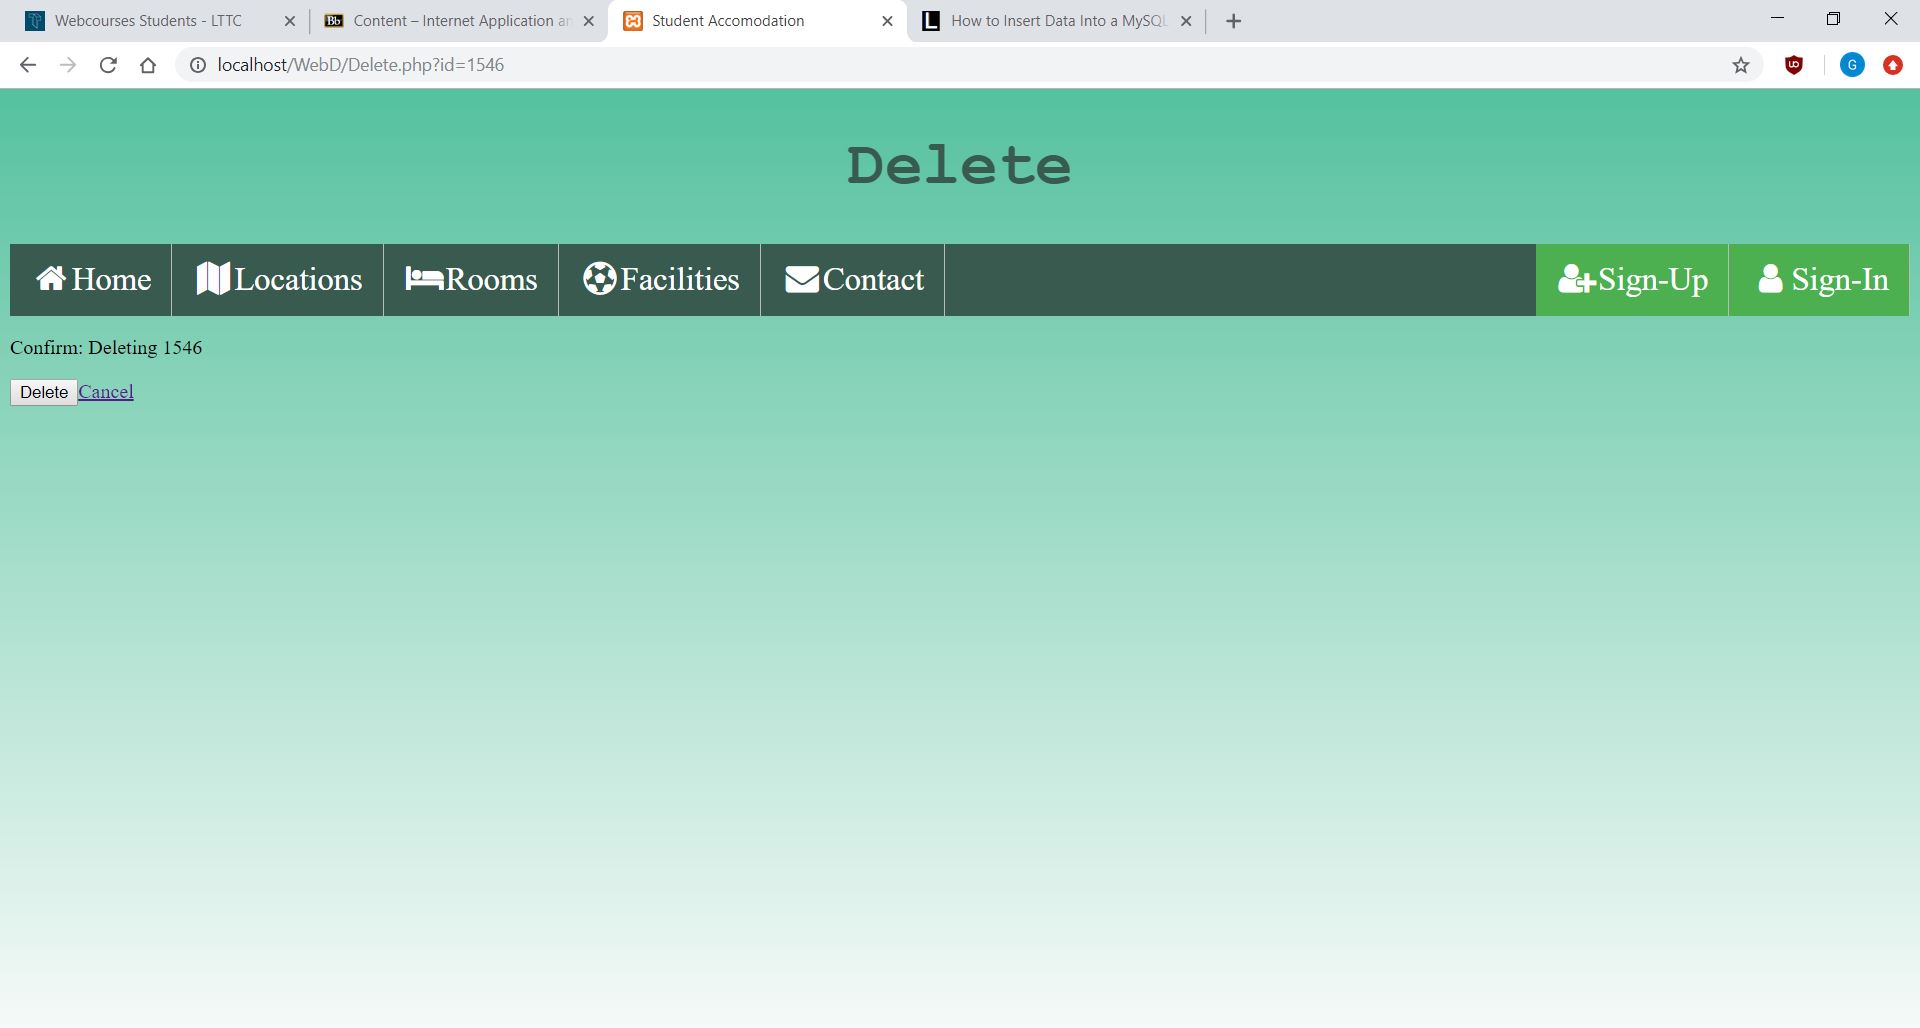 Webcourses Students - LTTC
Content – Internet Application an
Student Accomodation
How to Insert Data Into a MySQL
localhost/WebD/Delete.php?id=1546
G
Delete
Home
Locations
Rooms
Facilities
Contact
Sign-Up
Sign-In
Confirm: Deleting 1546
Delete Cancel